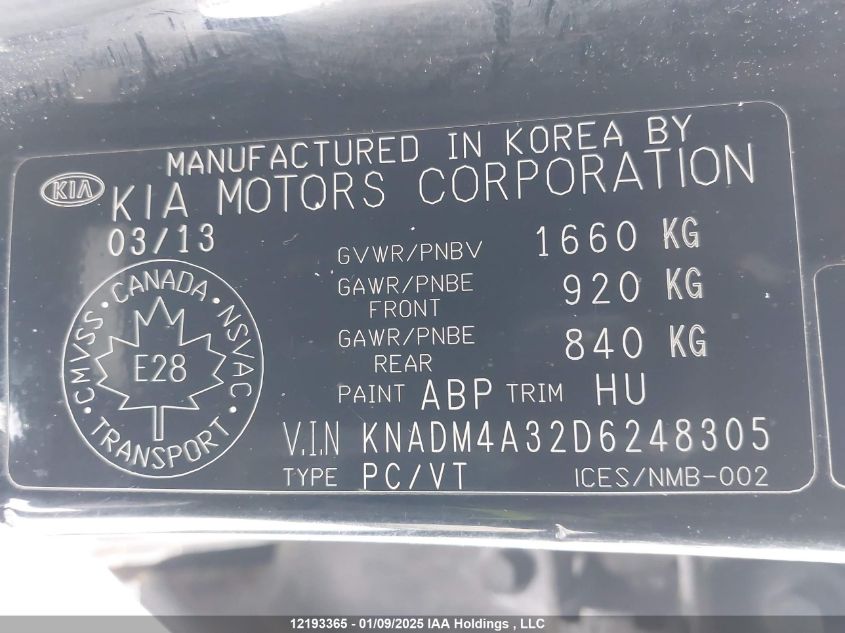 MANUFACTURED IN KOREA BY
KIA KIA MOTORS CORPORATION
03/13
GVWR/PNBV 1660 KG
GAWR/PNBE FRONT 920 KG
GAWR/PNBE REAR 840 KG
PAINT ABP TRIM HU
V.I.N KNADM4A32D6248305
TYPE PC/VT ICES/NMB-002
CMVSS · CANADA · NSVAC · TRANSPORT ·
E28
12193365 - 01/09/2025 IAA Holdings , LLC